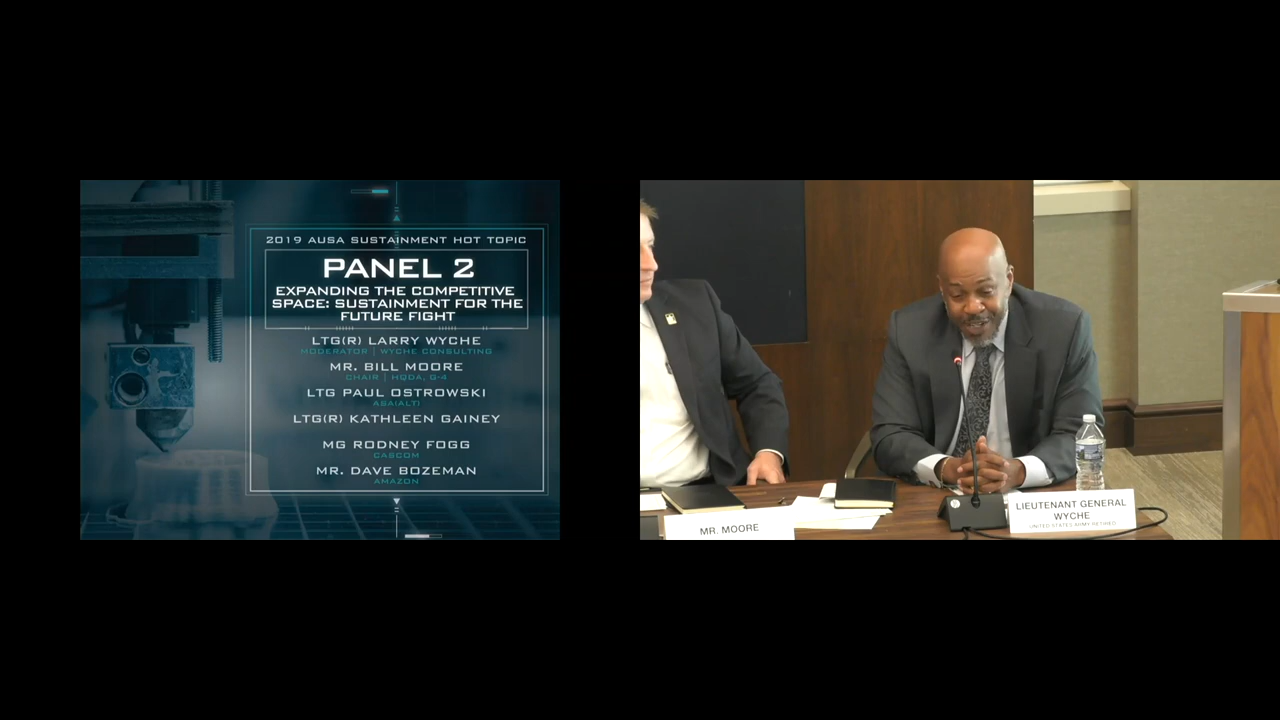 2019 AUSA SUSTAINMENT HOT TOPIC
PANEL 2
EXPANDING THE COMPETITIVE
SPACE: SUSTAINMENT FOR THE
FUTURE FIGHT
LTG(R) LARRY WYCHE
MODERATOR | WYCHE CONSULTING
MR. BILL MOORE
CHAIR | HQDA, G-4
LTG PAUL OSTROWSKI
ASA(ALT)
LTG(R) KATHLEEN GAINEY
MG RODNEY FOGG
CASCOM
MR. DAVE BOZEMAN
AMAZON
MR. MOORE
LIEUTENANT GENERAL
WYCHE
UNITED STATES ARMY RETIRED